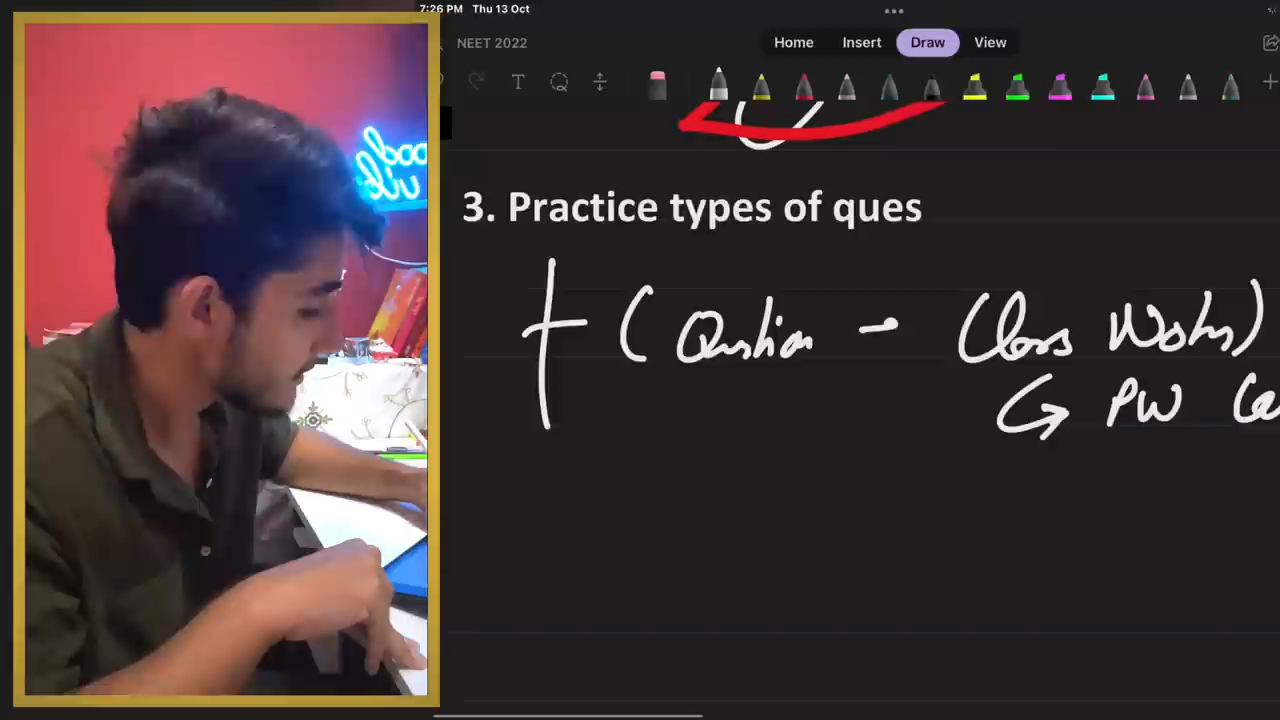 7:26 PM Thu 13 Oct
NEET 2022
Home Insert Draw View
T
3. Practice types of ques
(Question - Class Notes)
PW